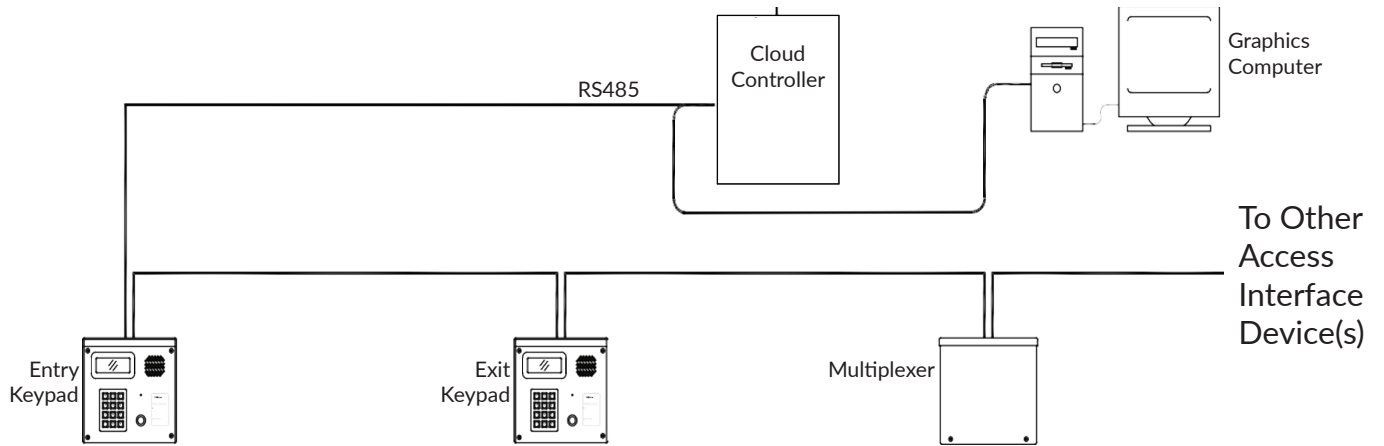 Cloud
Controller
Graphics
Computer
RS485
To Other
Access
Interface
Device(s)
Entry
Keypad
Exit
Keypad
Multiplexer